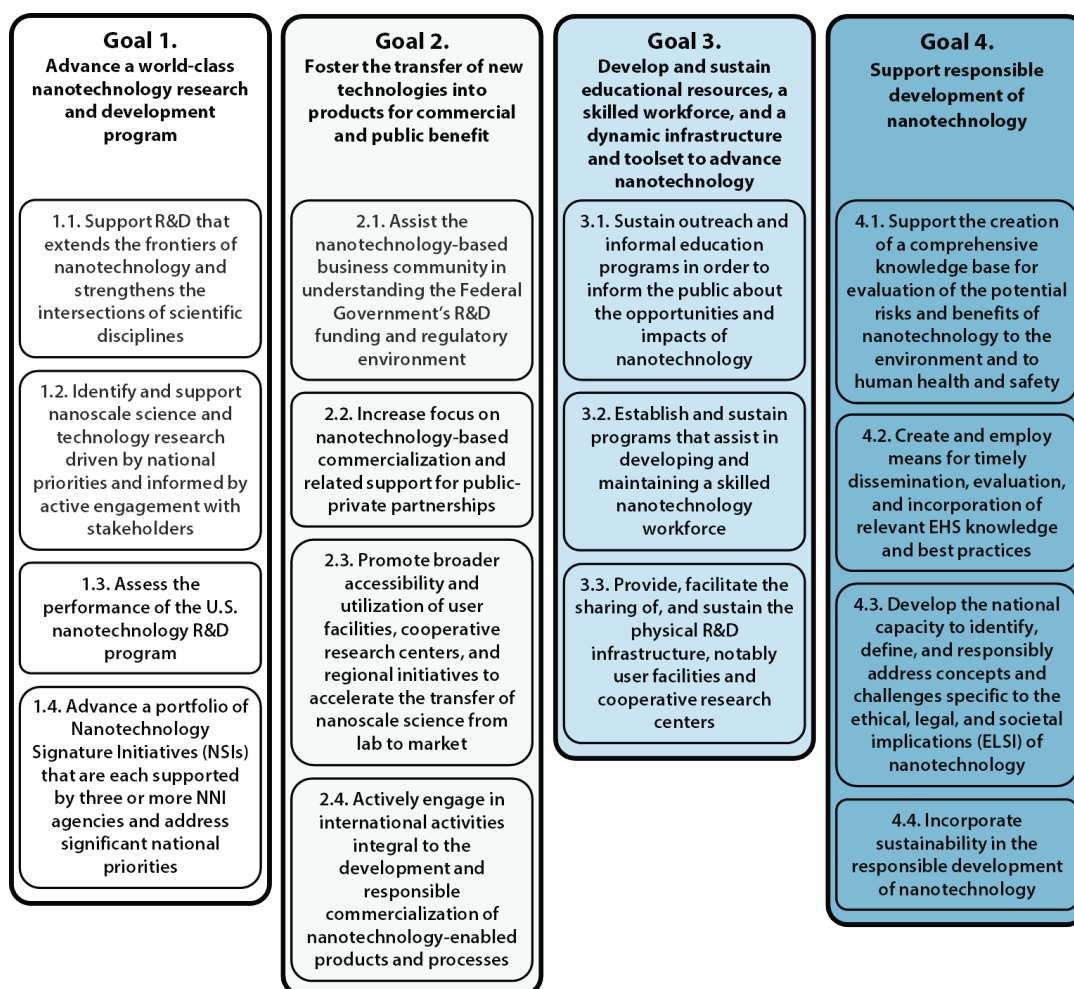 Goal 1.
Advance a world-class
nanotechnology research
and development
program
1.1. Support R&D that
extends the frontiers of
nanotechnology and
strengthens the
intersections of scientific
disciplines
1.2. Identify and support
nanoscale science and
technology research
driven by national
priorities and informed by
active engagement with
stakeholders
1.3. Assess the
performance of the U.S.
nanotechnology R&D
program
1.4. Advance a portfolio of
Nanotechnology
Signature Initiatives (NSIs)
that are each supported
by three or more NNI
agencies and address
significant national
priorities
Goal 2.
Foster the transfer of new
technologies into
products for commercial
and public benefit
2.1. Assist the
nanotechnology-based
business community in
understanding the Federal
Government’s R&D
funding and regulatory
environment
2.2. Increase focus on
nanotechnology-based
commercialization and
related support for public-
private partnerships
2.3. Promote broader
accessibility and
utilization of user
facilities, cooperative
research centers, and
regional initiatives to
accelerate the transfer of
nanoscale science from
lab to market
2.4. Actively engage in
international activities
integral to the
development and
responsible
commercialization of
nanotechnology-enabled
products and processes
Goal 3.
Develop and sustain
educational resources, a
skilled workforce, and a
dynamic infrastructure
and toolset to advance
nanotechnology
3.1. Sustain outreach and
informal education
programs in order to
inform the public about
the opportunities and
impacts of
nanotechnology
3.2. Establish and sustain
programs that assist in
developing and
maintaining a skilled
nanotechnology
workforce
3.3. Provide, facilitate the
sharing of, and sustain the
physical R&D
infrastructure, notably
user facilities and
cooperative research
centers
Goal 4.
Support responsible
development of
nanotechnology
4.1. Support the creation
of a comprehensive
knowledge base for
evaluation of the potential
risks and benefits of
nanotechnology to the
environment and to
human health and safety
4.2. Create and employ
means for timely
dissemination, evaluation,
and incorporation of
relevant EHS knowledge
and best practices
4.3. Develop the national
capacity to identify,
define, and responsibly
address concepts and
challenges specific to the
ethical, legal, and societal
implications (ELSI) of
nanotechnology
4.4. Incorporate
sustainability in the
responsible development
of nanotechnology